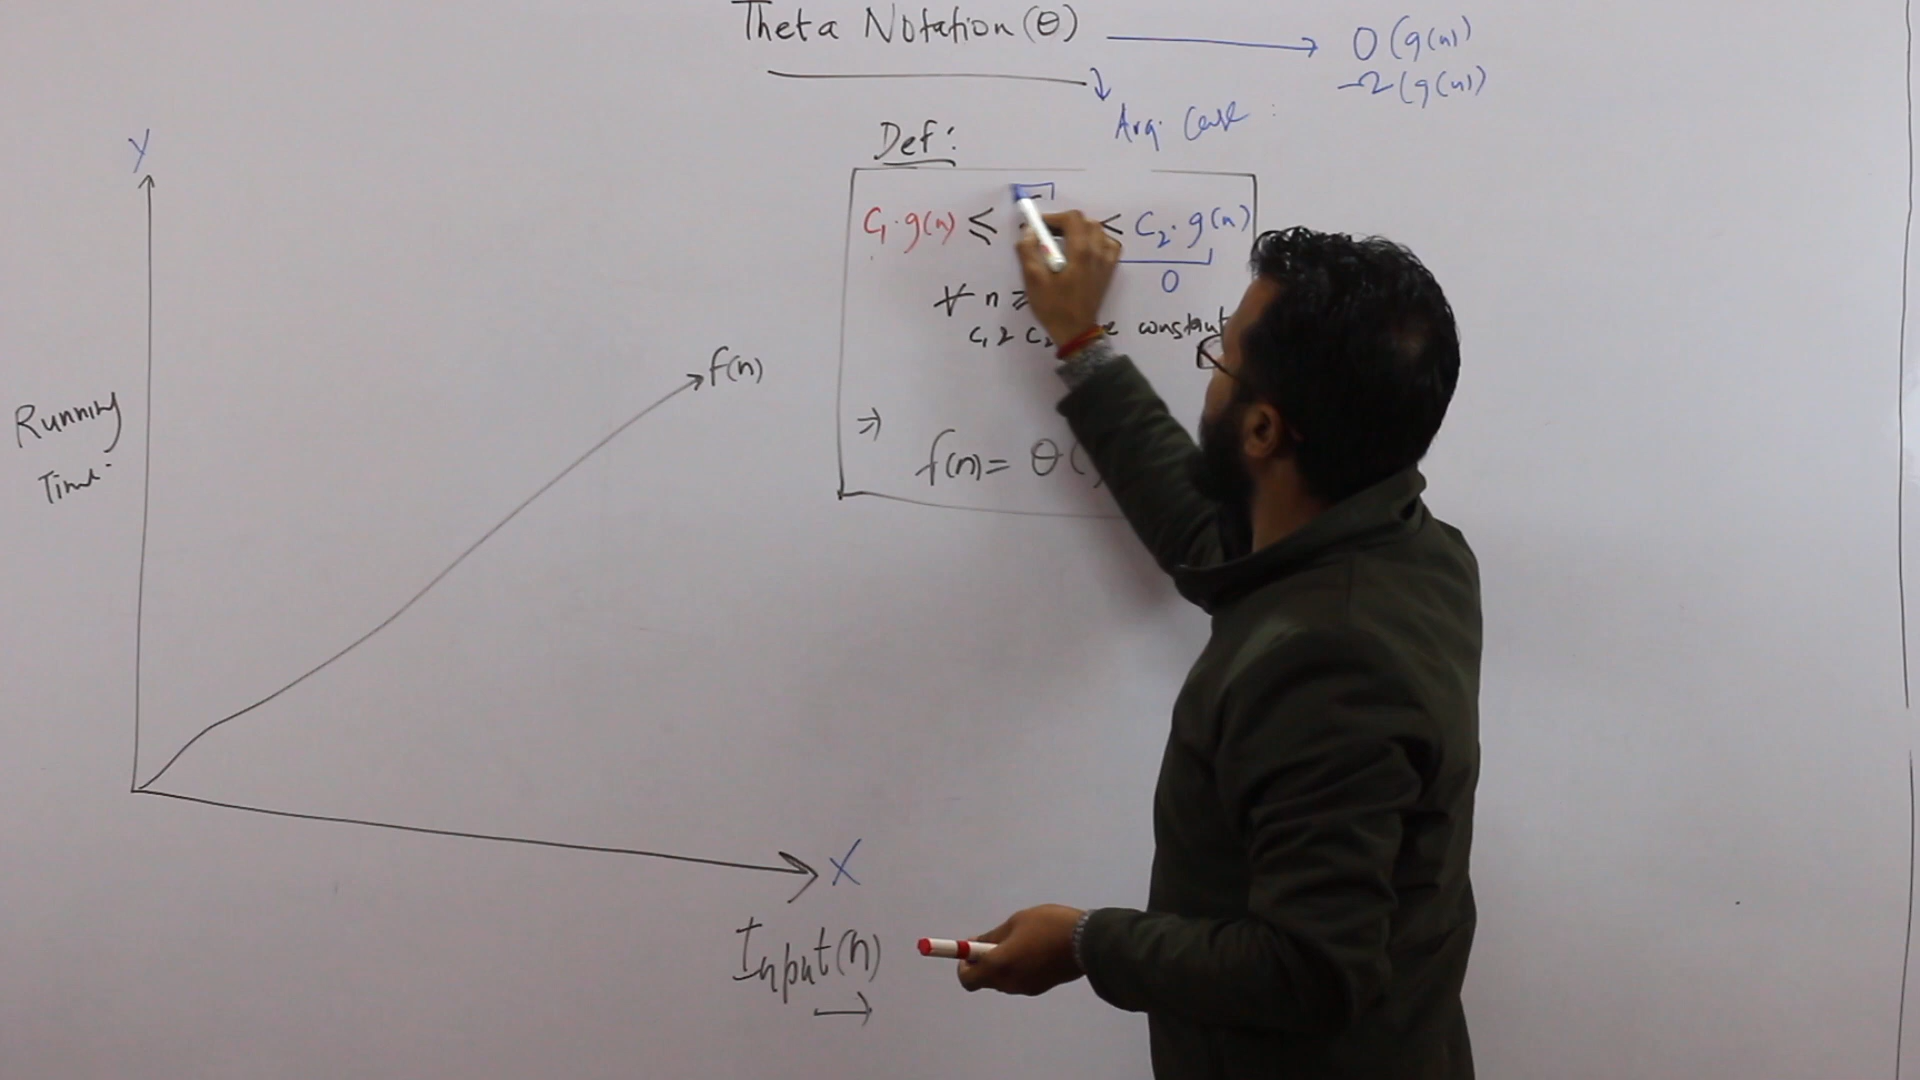 Theta Notation (θ)
O(g(n))
Ω(g(n))
Avg. Case :
Def:
Y
C₁·g(n) ≤
≤ C₂·g(n)
O
∀ n ≥
C₁ & C₂
constant
⇒
f(n) = θ(
f(n)
Running
Time
X
Input(n)